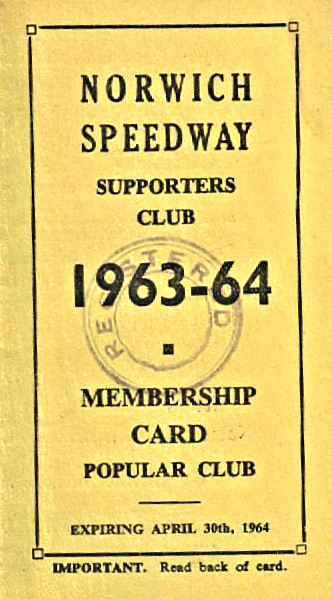 NORWICH
SPEEDWAY
SUPPORTERS
CLUB
REGISTERED
1963-64
MEMBERSHIP
CARD
POPULAR CLUB
EXPIRING APRIL 30th, 1964
IMPORTANT. Read back of card.